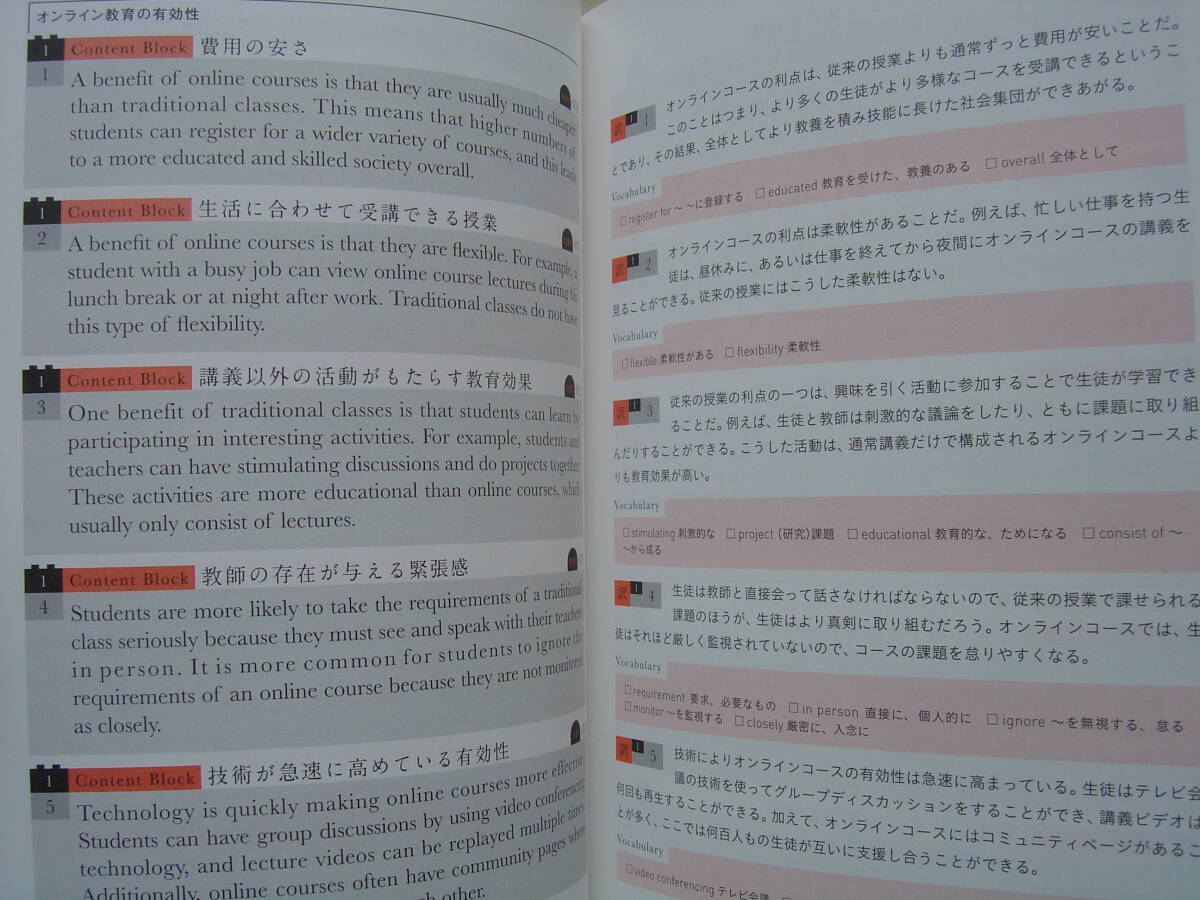 オンライン教育の有効性
1 Content Block 費用の安さ
1
A benefit of online courses is that they are usually much cheaper
than traditional classes. This means that higher numbers of
students can register for a wider variety of courses, and this leads
to a more educated and skilled society overall.
1 Content Block 生活に合わせて受講できる授業
2
A benefit of online courses is that they are flexible. For example, a
student with a busy job can view online course lectures during his
lunch break or at night after work. Traditional classes do not have
this type of flexibility.
1 Content Block 講義以外の活動がもたらす教育効果
3
One benefit of traditional classes is that students can learn by
participating in interesting activities. For example, students and
teachers can have stimulating discussions and do projects together.
These activities are more educational than online courses, which
usually only consist of lectures.
1 Content Block 教師の存在が与える緊張感
4
Students are more likely to take the requirements of a traditional
class seriously because they must see and speak with their teachers
in person. It is more common for students to ignore the
requirements of an online course because they are not monitored
as closely.
1 Content Block 技術が急速に高めている有効性
5
Technology is quickly making online courses more effective.
Students can have group discussions by using video conferencing
technology, and lecture videos can be replayed multiple times.
Additionally, online courses often have community pages where
other.
訳 1 1 オンラインコースの利点は、従来の授業よりも通常ずっと費用が安いことだ。
このことはつまり、より多くの生徒がより多様なコースを受講できるというこ
とであり、その結果、全体としてより教養を積み技能に長けた社会集団ができあがる。
Vocabulary
□ register for ～ ～に登録する □ educated 教育を受けた、教養のある □ overall 全体として
訳 1 2 オンラインコースの利点は柔軟性があることだ。例えば、忙しい仕事を持つ生
徒は、昼休みに、あるいは仕事を終えてから夜間にオンラインコースの講義を
見ることができる。従来の授業にはこうした柔軟性はない。
Vocabulary
□ flexible 柔軟性がある □ flexibility 柔軟性
訳 1 3 従来の授業の利点の一つは、興味を引く活動に参加することで生徒が学習でき
ることだ。例えば、生徒と教師は刺激的な議論をしたり、ともに課題に取り組
んだりすることができる。こうした活動は、通常講義だけで構成されるオンラインコースよ
りも教育効果が高い。
Vocabulary
□ stimulating 刺激的な □ project （研究）課題 □ educational 教育的な、ためになる □ consist of ～
～から成る
訳 1 4 生徒は教師と直接会って話さなければならないので、従来の授業で課せられる
課題のほうが、生徒はより真剣に取り組むだろう。オンラインコースでは、生
徒はそれほど厳しく監視されていないので、コースの課題を怠りやすくなる。
Vocabulary
□ requirement 要求、必要なもの □ in person 直接に、個人的に □ ignore ～を無視する、怠る
□ monitor ～を監視する □ closely 厳密に、入念に
訳 1 5 技術によりオンラインコースの有効性は急速に高まっている。生徒はテレビ会
議の技術を使ってグループディスカッションをすることができ、講義ビデオは
何回も再生することができる。加えて、オンラインコースにはコミュニティページがあるこ
とが多く、ここでは何百人もの生徒が互いに支援し合うことができる。
Vocabulary
□ video conferencing テレビ会議